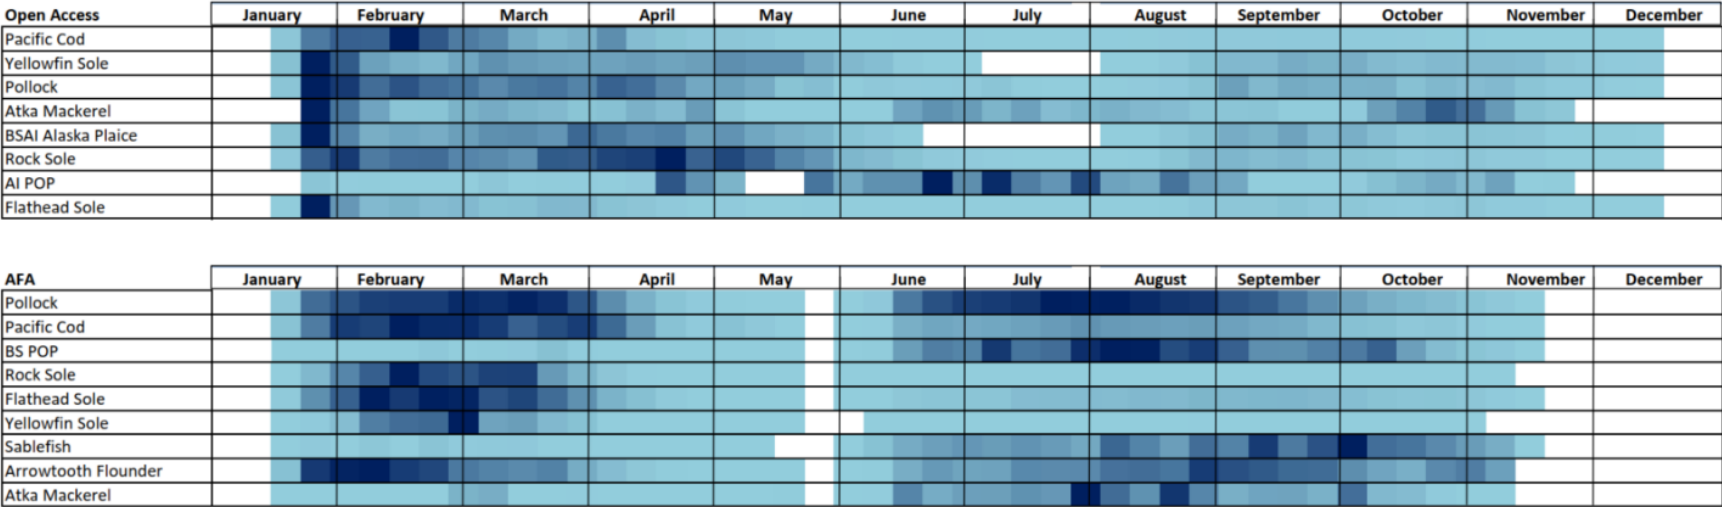 Open Access January February March April May June July August September October November December
Pacific Cod
Yellowfin Sole
Pollock
Atka Mackerel
BSAI Alaska Plaice
Rock Sole
AI POP
Flathead Sole
AFA January February March April May June July August September October November December
Pollock
Pacific Cod
BS POP
Rock Sole
Flathead Sole
Yellowfin Sole
Sablefish
Arrowtooth Flounder
Atka Mackerel